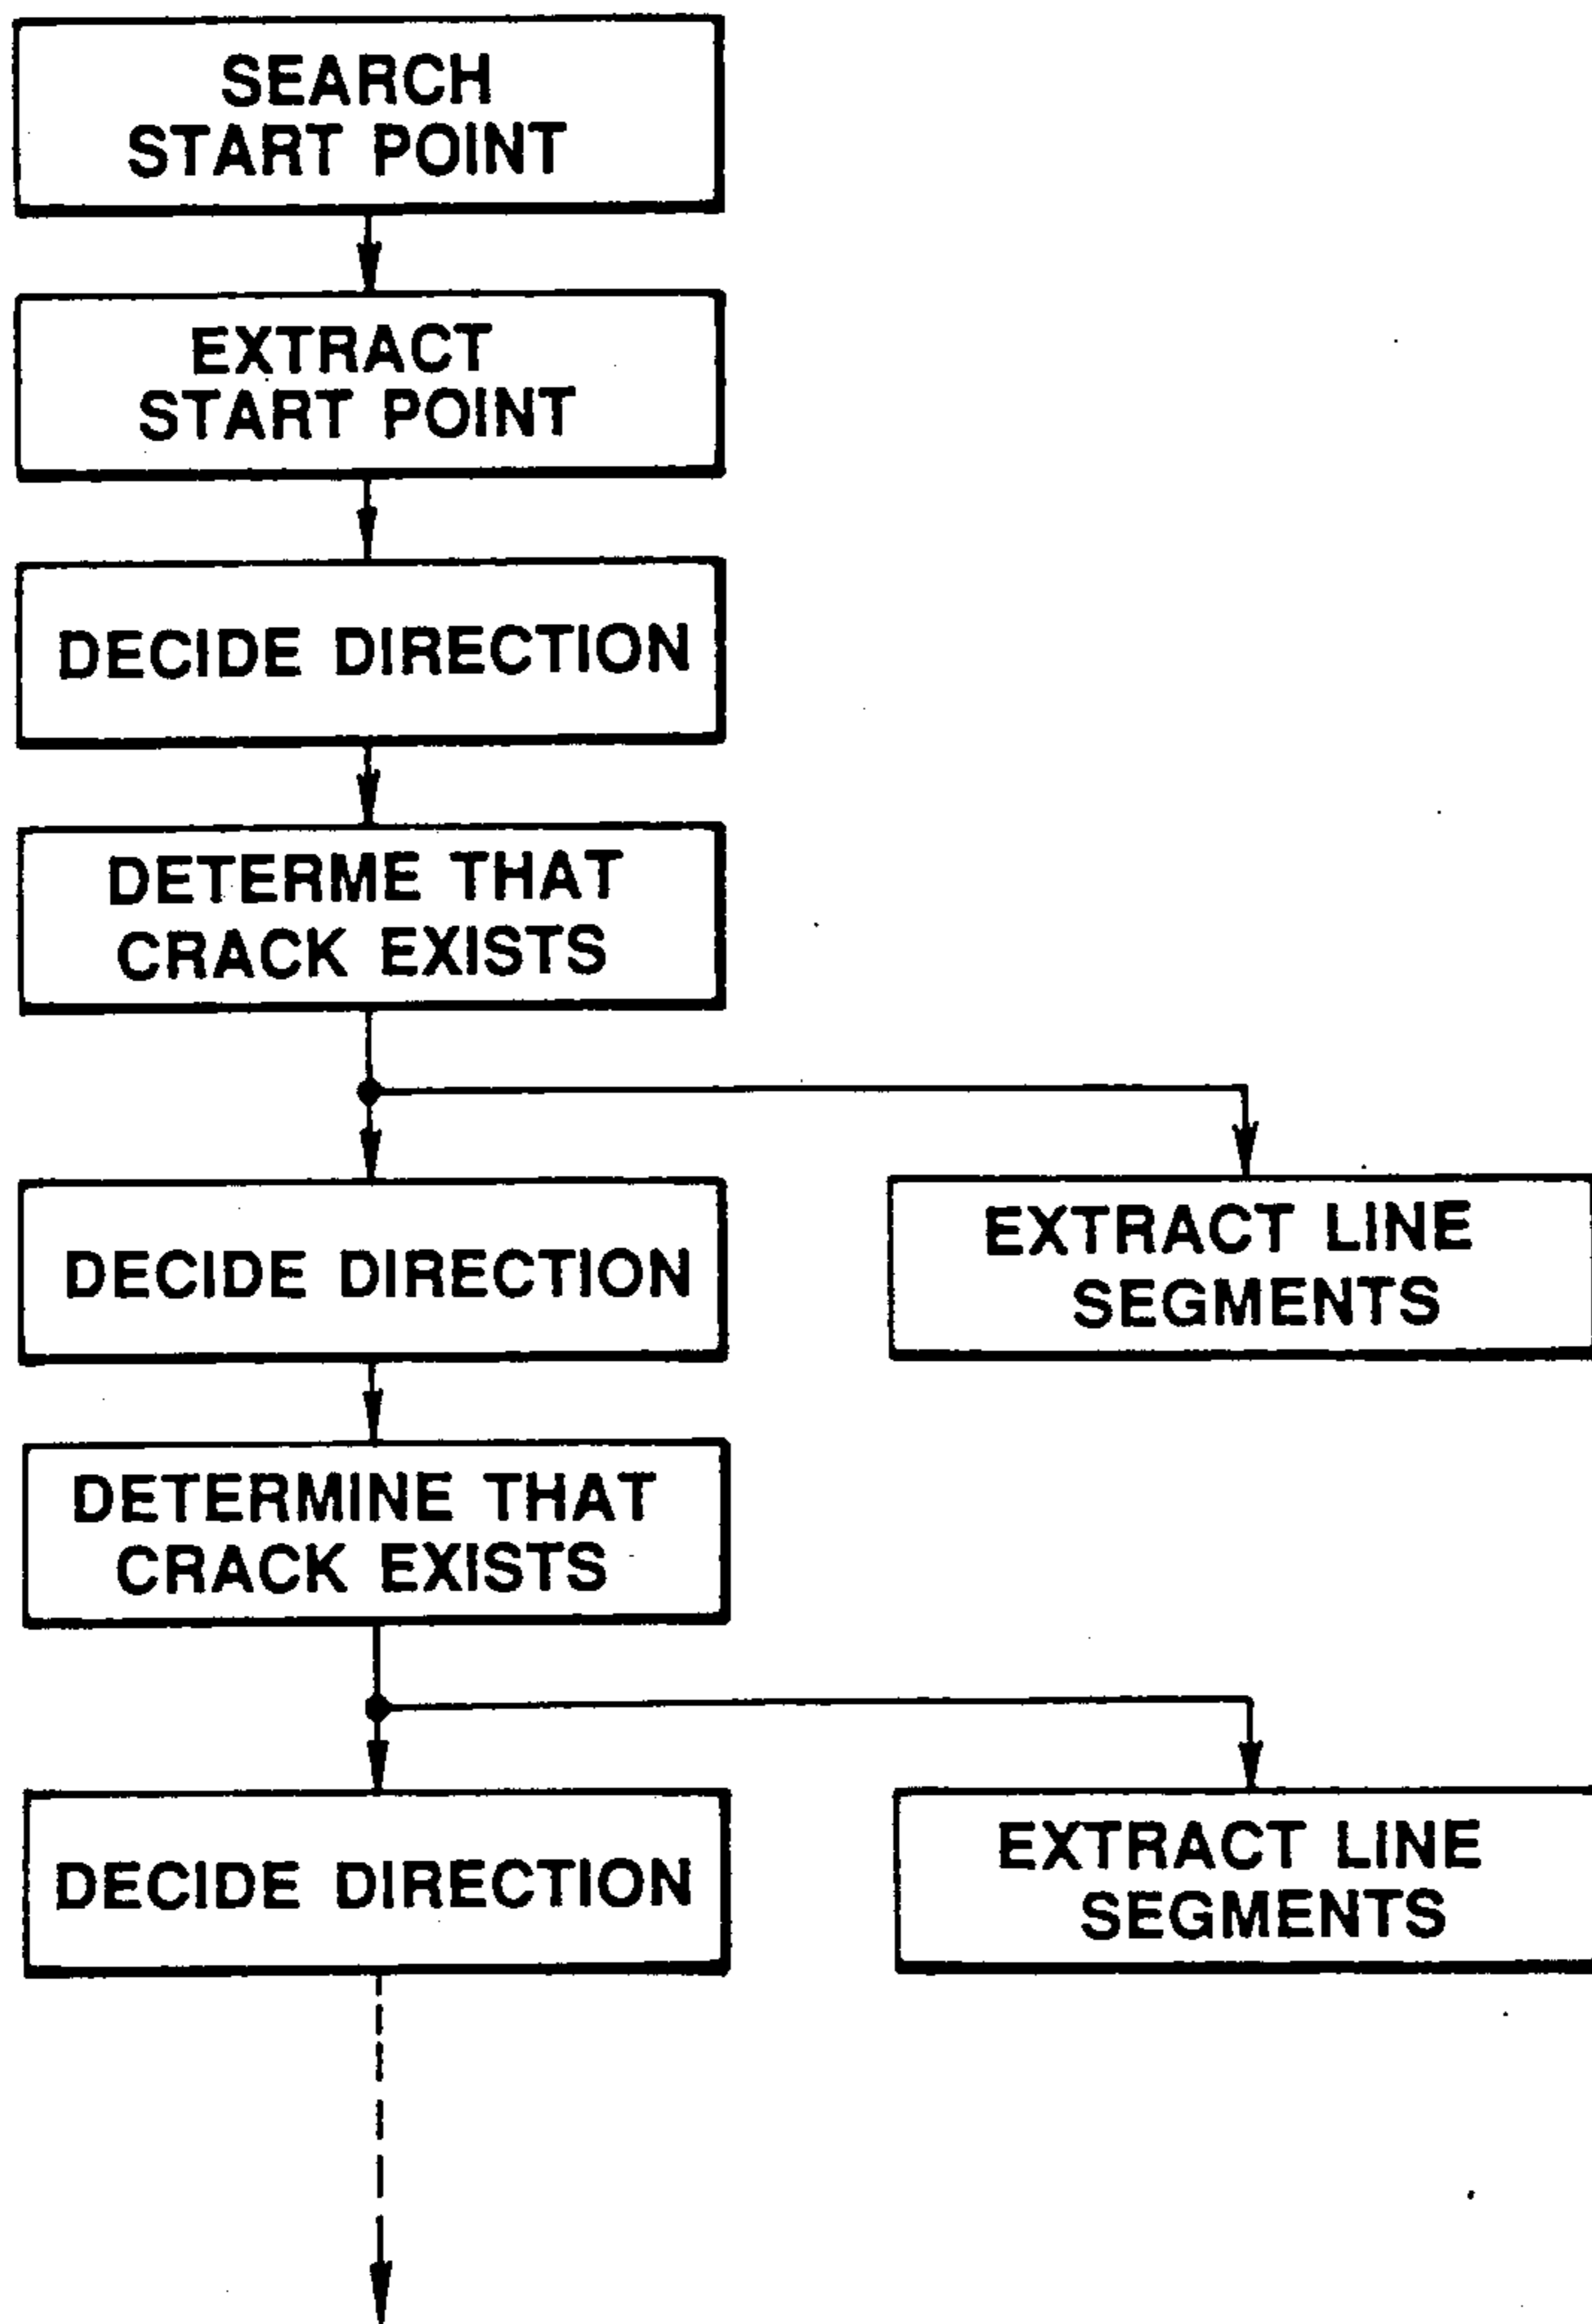 SEARCH
START POINT
EXTRACT
START POINT
DECIDE DIRECTION
DETERME THAT
CRACK EXISTS
DECIDE DIRECTION
EXTRACT LINE
SEGMENTS
DETERMINE THAT
CRACK EXISTS
DECIDE DIRECTION
EXTRACT LINE
SEGMENTS